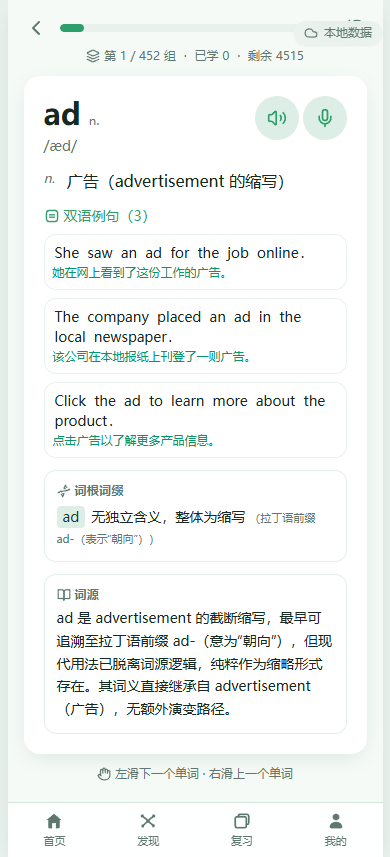 本地数据
第 1 / 452 组 · 已学 0 · 剩余 4515
ad n.
/æd/
n. 广告（advertisement 的缩写）
双语例句（3）
She saw an ad for the job online.
她在网上看到了这份工作的广告。
The company placed an ad in the
local newspaper.
该公司在本地报纸上刊登了一则广告。
Click the ad to learn more about the
product.
点击广告以了解更多产品信息。
词根词缀
ad 无独立含义，整体为缩写 （拉丁语前缀
ad-（表示“朝向”））
词源
ad 是 advertisement 的截断缩写，最早可
追溯至拉丁语前缀 ad-（意为“朝向”），但现
代用法已脱离词源逻辑，纯粹作为缩略形式
存在。其词义直接继承自 advertisement
（广告），无额外演变路径。
左滑下一个单词 · 右滑上一个单词
首页 发现 复习 我的